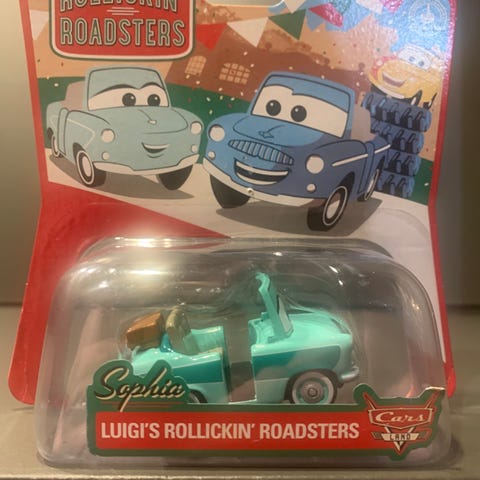 ROLLICKIN'
ROADSTERS
Sophia
LUIGI'S ROLLICKIN' ROADSTERS
Cars
LAND